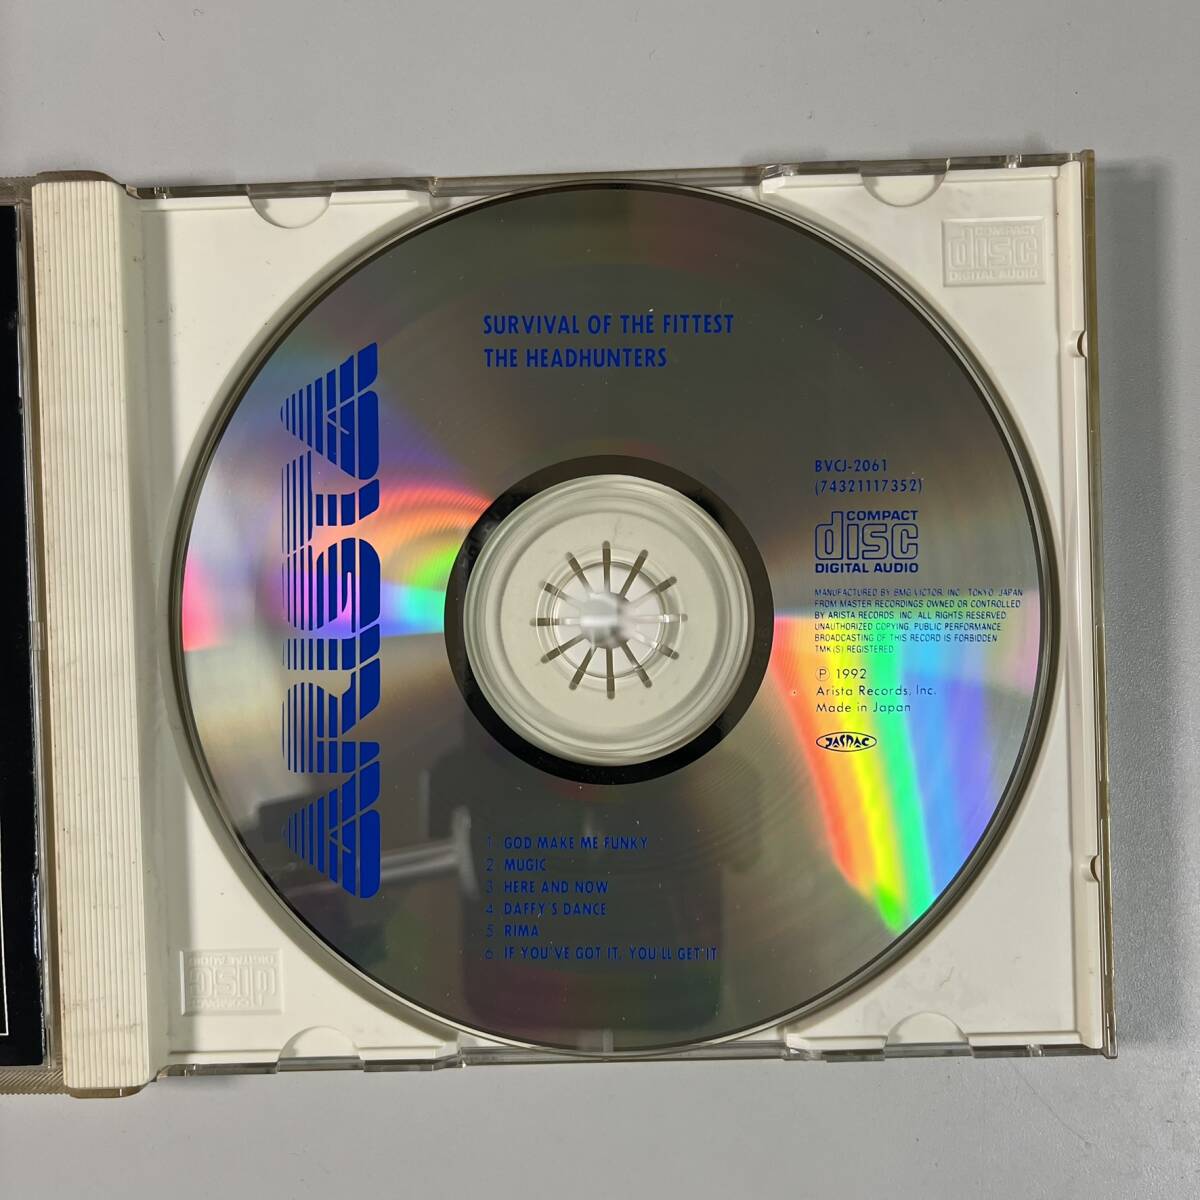 SURVIVAL OF THE FITTEST
THE HEADHUNTERS
ARISTA
BVCJ-2061
(74321117352)
COMPACT
disc
DIGITAL AUDIO
MANUFACTURED BY BMG VICTOR, INC. TOKYO, JAPAN
FROM MASTER RECORDINGS OWNED OR CONTROLLED
BY ARISTA RECORDS, INC. ALL RIGHTS RESERVED.
UNAUTHORIZED COPYING, PUBLIC PERFORMANCE,
BROADCASTING OF THIS RECORD IS FORBIDDEN.
TMK(S) REGISTERED
Ⓟ 1992
Arista Records, Inc.
Made in Japan
JASRAC
1. GOD MAKE ME FUNKY
2. MUGIC
3. HERE AND NOW
4. DAFFY'S DANCE
5. RIMA
6. IF YOU'VE GOT IT, YOU'LL GET IT
COMPACT
disc
DIGITAL AUDIO
COMPACT
disc
DIGITAL AUDIO